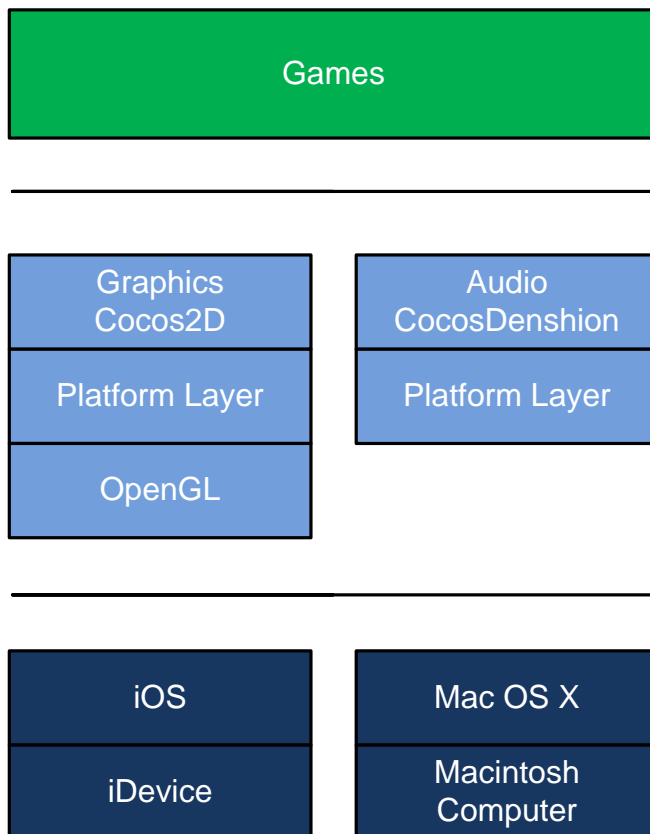 Games
Graphics
Cocos2D
Audio
CocosDenshion
Platform Layer
Platform Layer
OpenGL
iOS
Mac OS X
iDevice
Macintosh
Computer